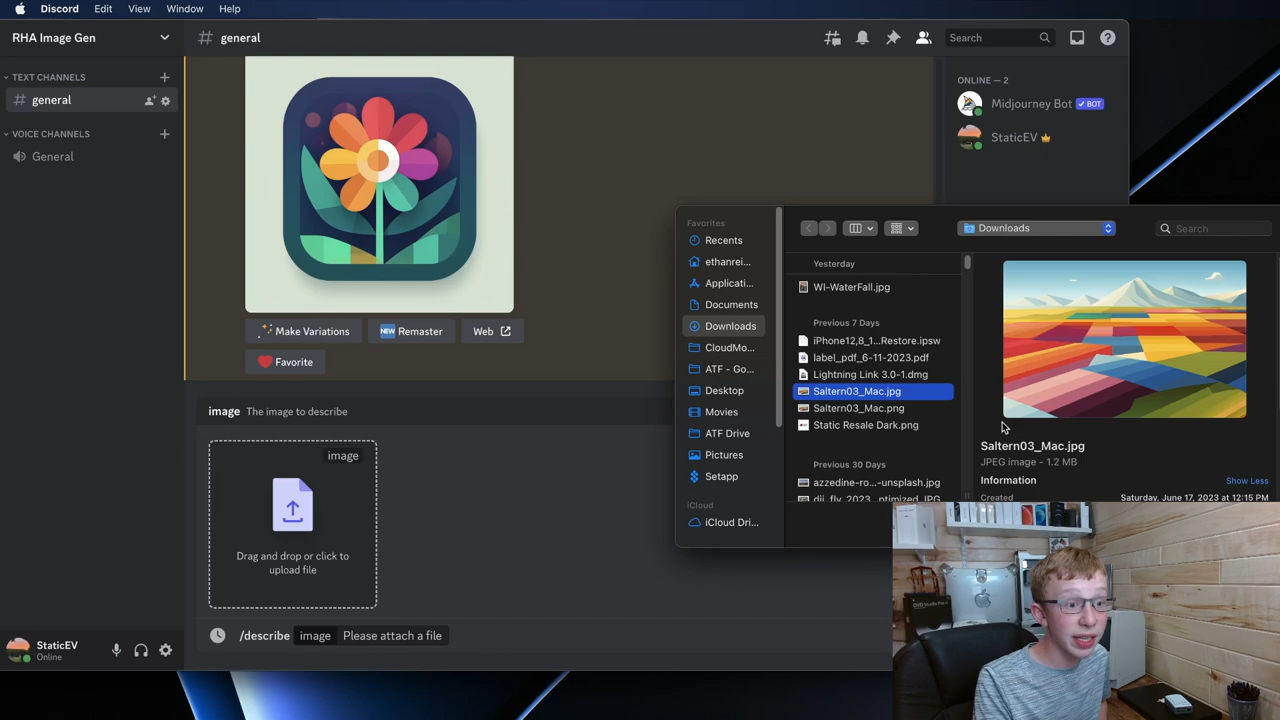 Discord Edit View Window Help
RHA Image Gen
# general
Search
TEXT CHANNELS
# general
VOICE CHANNELS
General
ONLINE — 2
Midjourney Bot ✓ BOT
StaticEV
Make Variations
NEW Remaster
Web
Favorite
image The image to describe
image
Drag and drop or click to
upload file
/describe image Please attach a file
StaticEV
Online
Favorites
Recents
ethanrei...
Applicati...
Documents
Downloads
CloudMo...
ATF - Go...
Desktop
Movies
ATF Drive
Pictures
Setapp
iCloud
iCloud Dri...
Downloads
Search
Yesterday
WI-WaterFall.jpg
Previous 7 Days
iPhone12,8_1...Restore.ipsw
label_pdf_6-11-2023.pdf
Lightning Link 3.0-1.dmg
Saltern03_Mac.jpg
Saltern03_Mac.png
Static Resale Dark.png
Previous 30 Days
azzedine-ro...-unsplash.jpg
dji_fly_2023...ptimized.JPG
Saltern03_Mac.jpg
JPEG image - 1.2 MB
Information Show Less
Created Saturday, June 17, 2023 at 12:15 PM
DVD Studio Pro